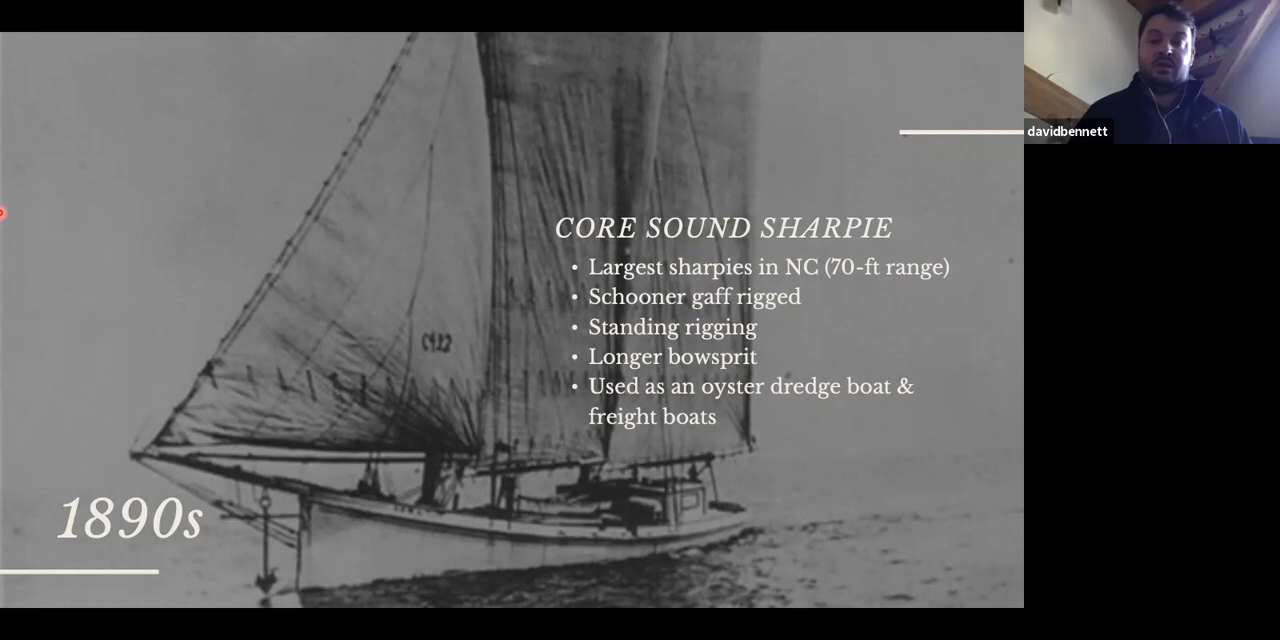 davidbennett
CORE SOUND SHARPIE
• Largest sharpies in NC (70-ft range)
• Schooner gaff rigged
• Standing rigging
• Longer bowsprit
• Used as an oyster dredge boat &
freight boats
1890s